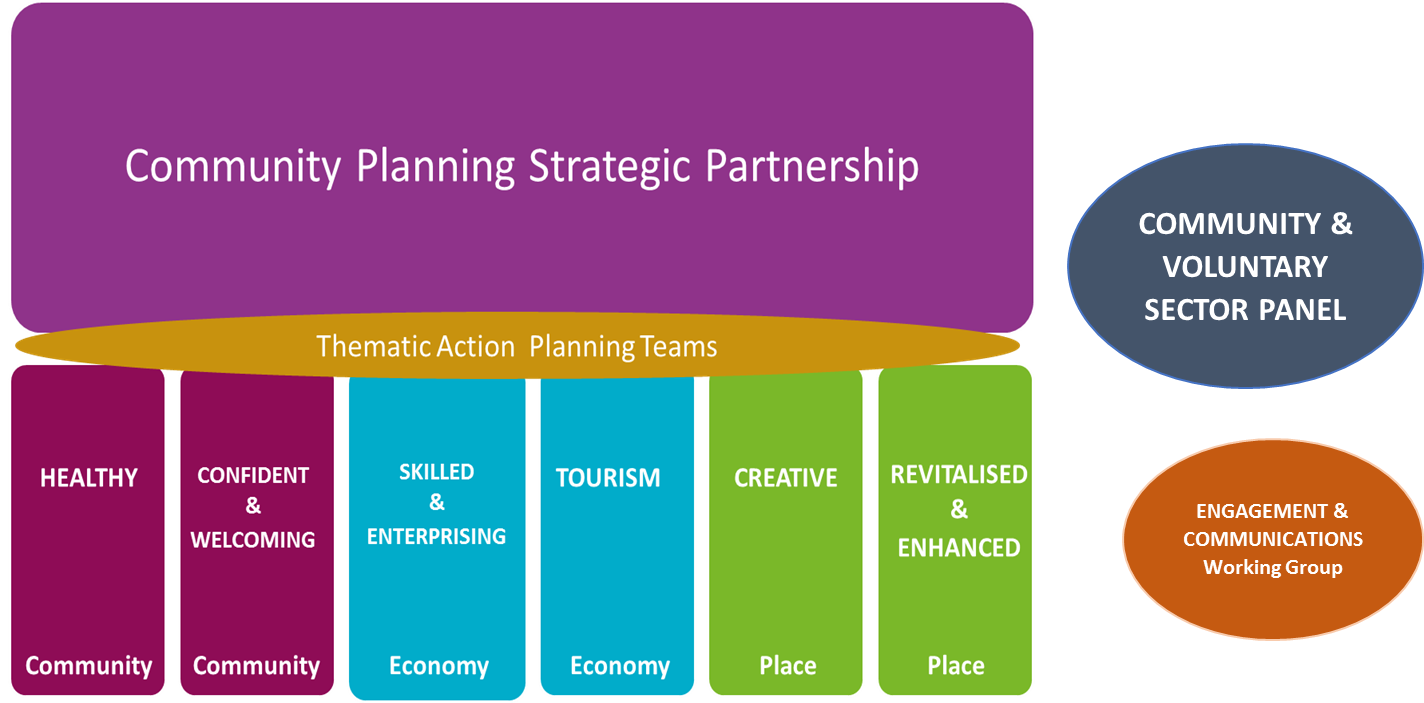 Community Planning Strategic Partnership
Thematic Action Planning Teams
HEALTHY
Community
CONFIDENT
&
WELCOMING
Community
SKILLED
&
ENTERPRISING
Economy
TOURISM
Economy
CREATIVE
Place
REVITALISED
&
ENHANCED
Place
COMMUNITY &
VOLUNTARY
SECTOR PANEL
ENGAGEMENT &
COMMUNICATIONS
Working Group